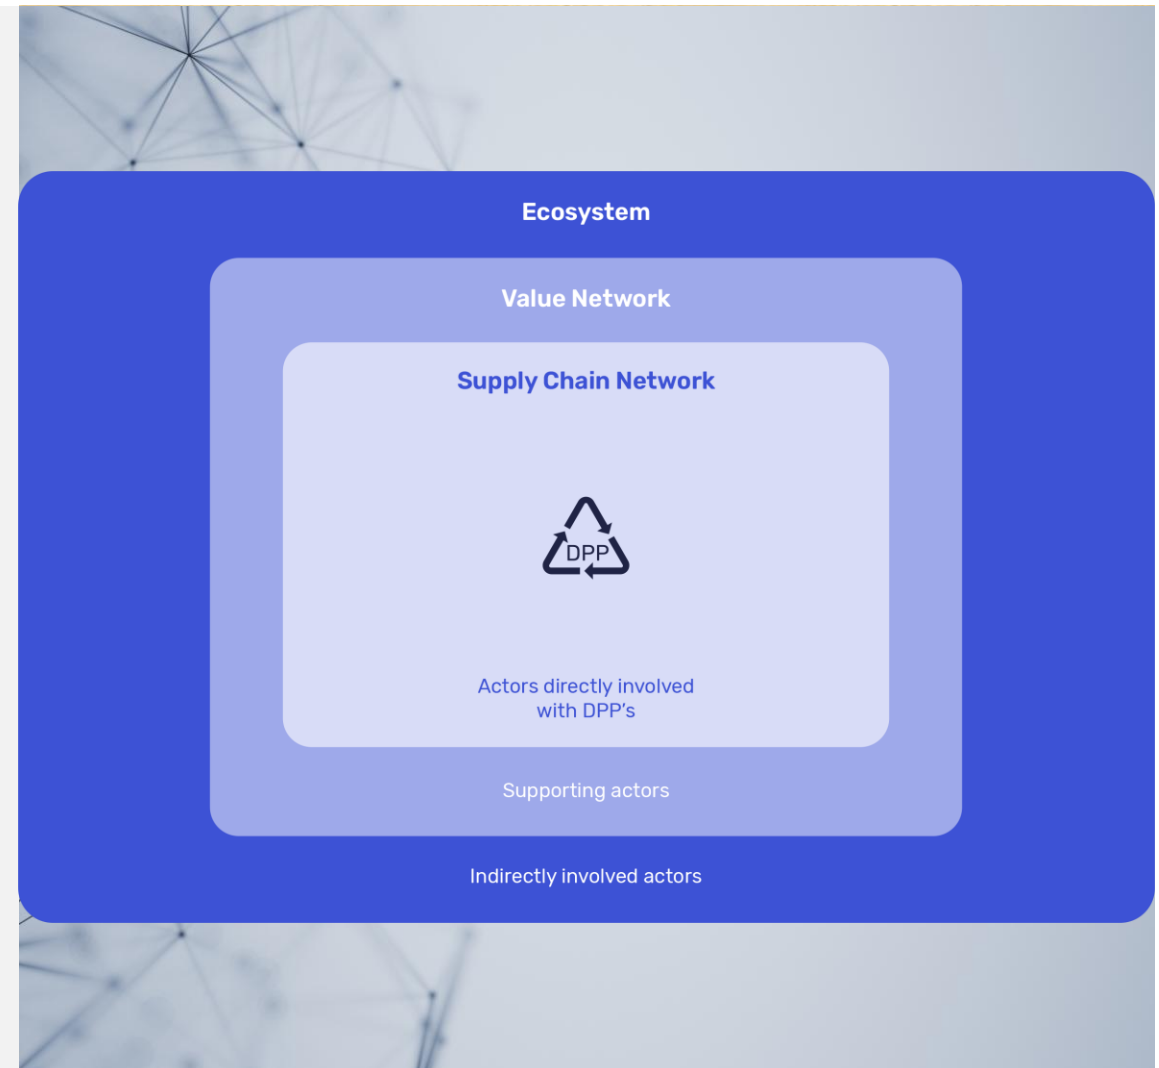 Ecosystem
Value Network
Supply Chain Network
DPP
Actors directly involved
with DPP’s
Supporting actors
Indirectly involved actors